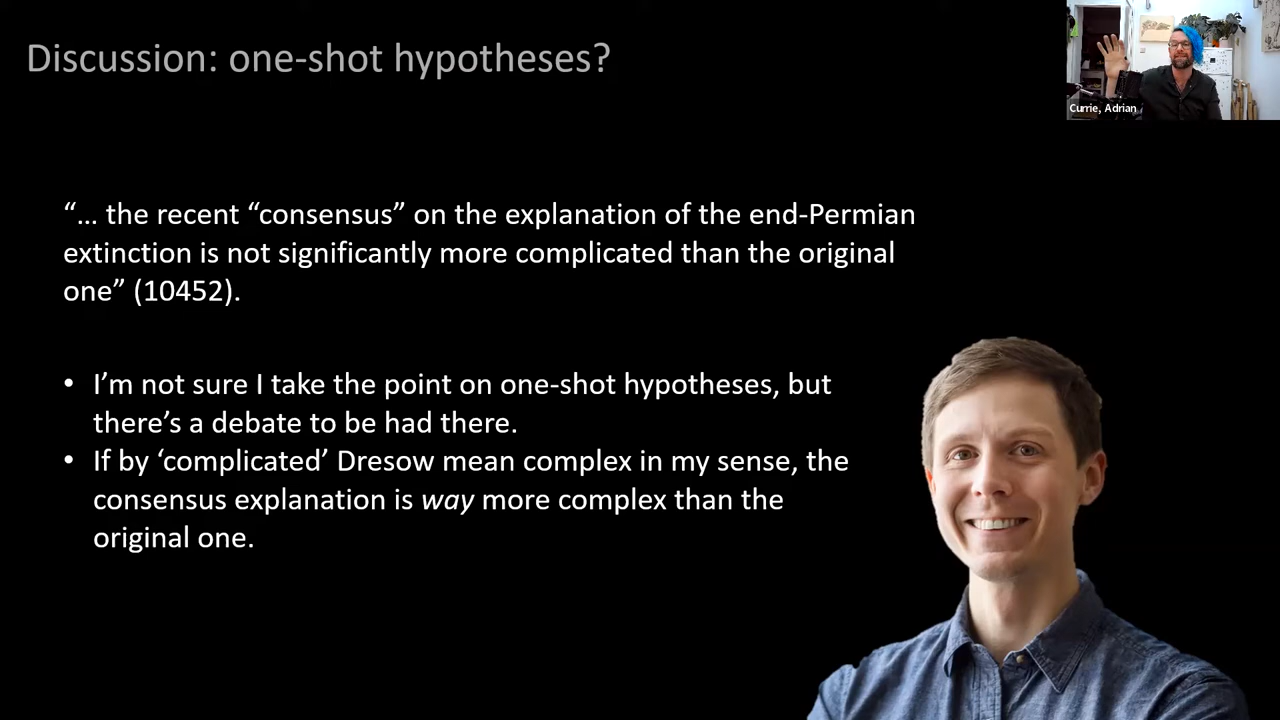 Discussion: one-shot hypotheses?
Currie, Adrian
“... the recent “consensus” on the explanation of the end-Permian
extinction is not significantly more complicated than the original
one” (10452).
• I’m not sure I take the point on one-shot hypotheses, but
there’s a debate to be had there.
• If by ‘complicated’ Dresow mean complex in my sense, the
consensus explanation is way more complex than the
original one.